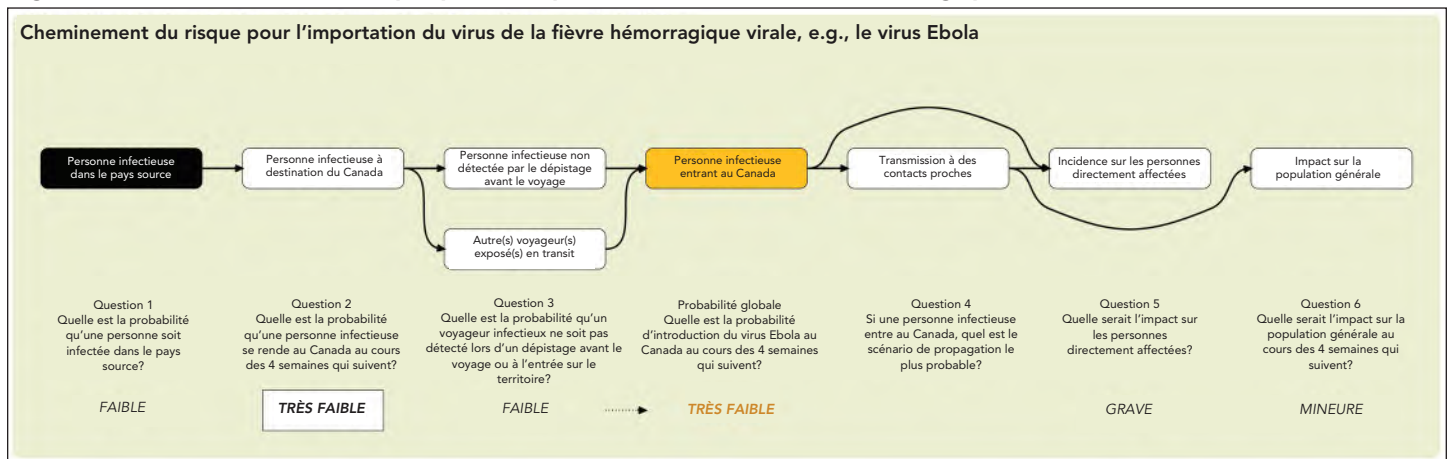 Cheminement du risque pour l'importation du virus de la fièvre hémorragique virale, e.g., le virus Ebola
Personne infectieuse
dans le pays source
Personne infectieuse à
destination du Canada
Personne infectieuse non
détectée par le dépistage
avant le voyage
Autre(s) voyageur(s)
exposé(s) en transit
Personne infectieuse
entrant au Canada
Transmission à des
contacts proches
Incidence sur les personnes
directement affectées
Impact sur la
population générale
Question 1
Quelle est la probabilité
qu'une personne soit
infectée dans le pays
source?
FAIBLE
Question 2
Quelle est la probabilité
qu'une personne infectieuse
se rende au Canada au cours
des 4 semaines qui suivent?
TRÈS FAIBLE
Question 3
Quelle est la probabilité qu'un
voyageur infectieux ne soit pas
détecté lors d'un dépistage avant le
voyage ou à l'entrée sur le
territoire?
FAIBLE
Probabilité globale
Quelle est la probabilité
d'introduction du virus Ebola au
Canada au cours des 4 semaines
qui suivent?
TRÈS FAIBLE
Question 4
Si une personne infectieuse
entre au Canada, quel est le
scénario de propagation le
plus probable?
Question 5
Quelle serait l'impact sur
les personnes
directement affectées?
GRAVE
Question 6
Quelle serait l'impact sur la
population générale au
cours des 4 semaines qui
suivent?
MINEURE